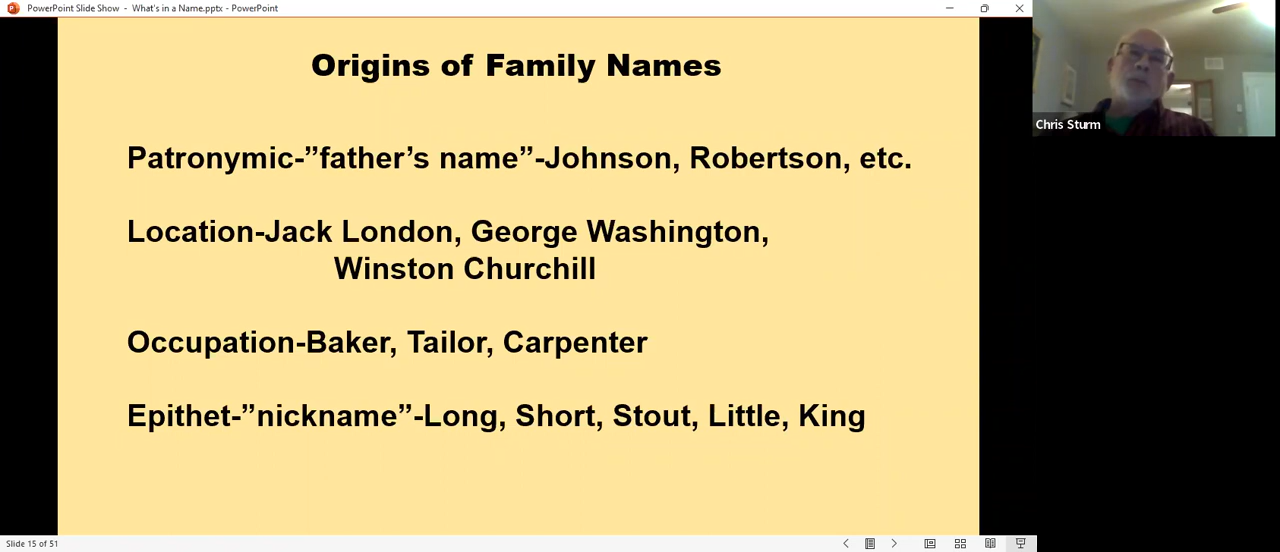 PowerPoint Slide Show - What's in a Name.pptx - PowerPoint
Origins of Family Names
Patronymic-”father’s name”-Johnson, Robertson, etc.
Location-Jack London, George Washington,
Winston Churchill
Occupation-Baker, Tailor, Carpenter
Epithet-”nickname”-Long, Short, Stout, Little, King
Chris Sturm
Slide 15 of 51